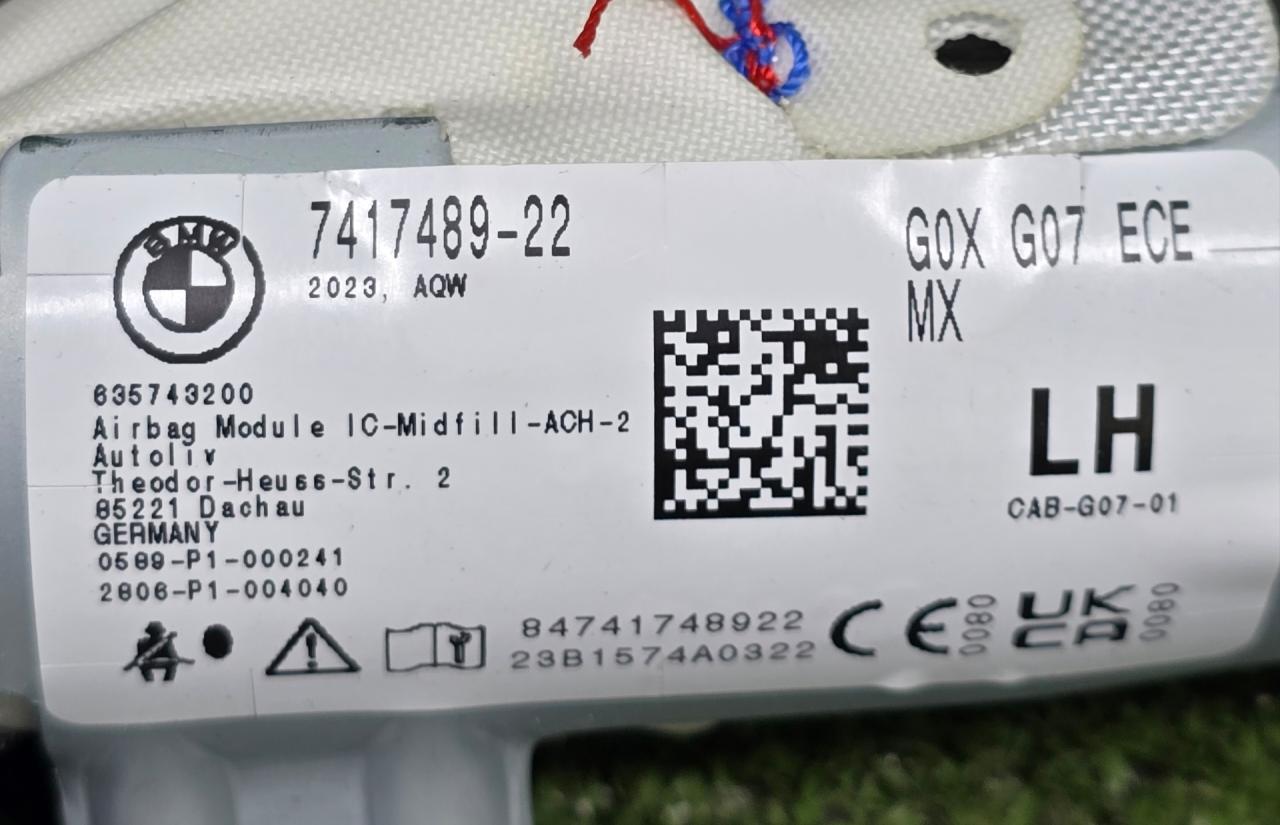 BMW
7417489-22
2023, AQW
G0X G07 ECE
MX
635743200
Airbag Module IC-Midfill-ACH-2
Autoliv
Theodor-Heuss-Str. 2
85221 Dachau
GERMANY
0589-P1-000241
2806-P1-004040
LH
CAB-G07-01
84741748922
23B1574A0322
CE 0080
UK
CA 0080